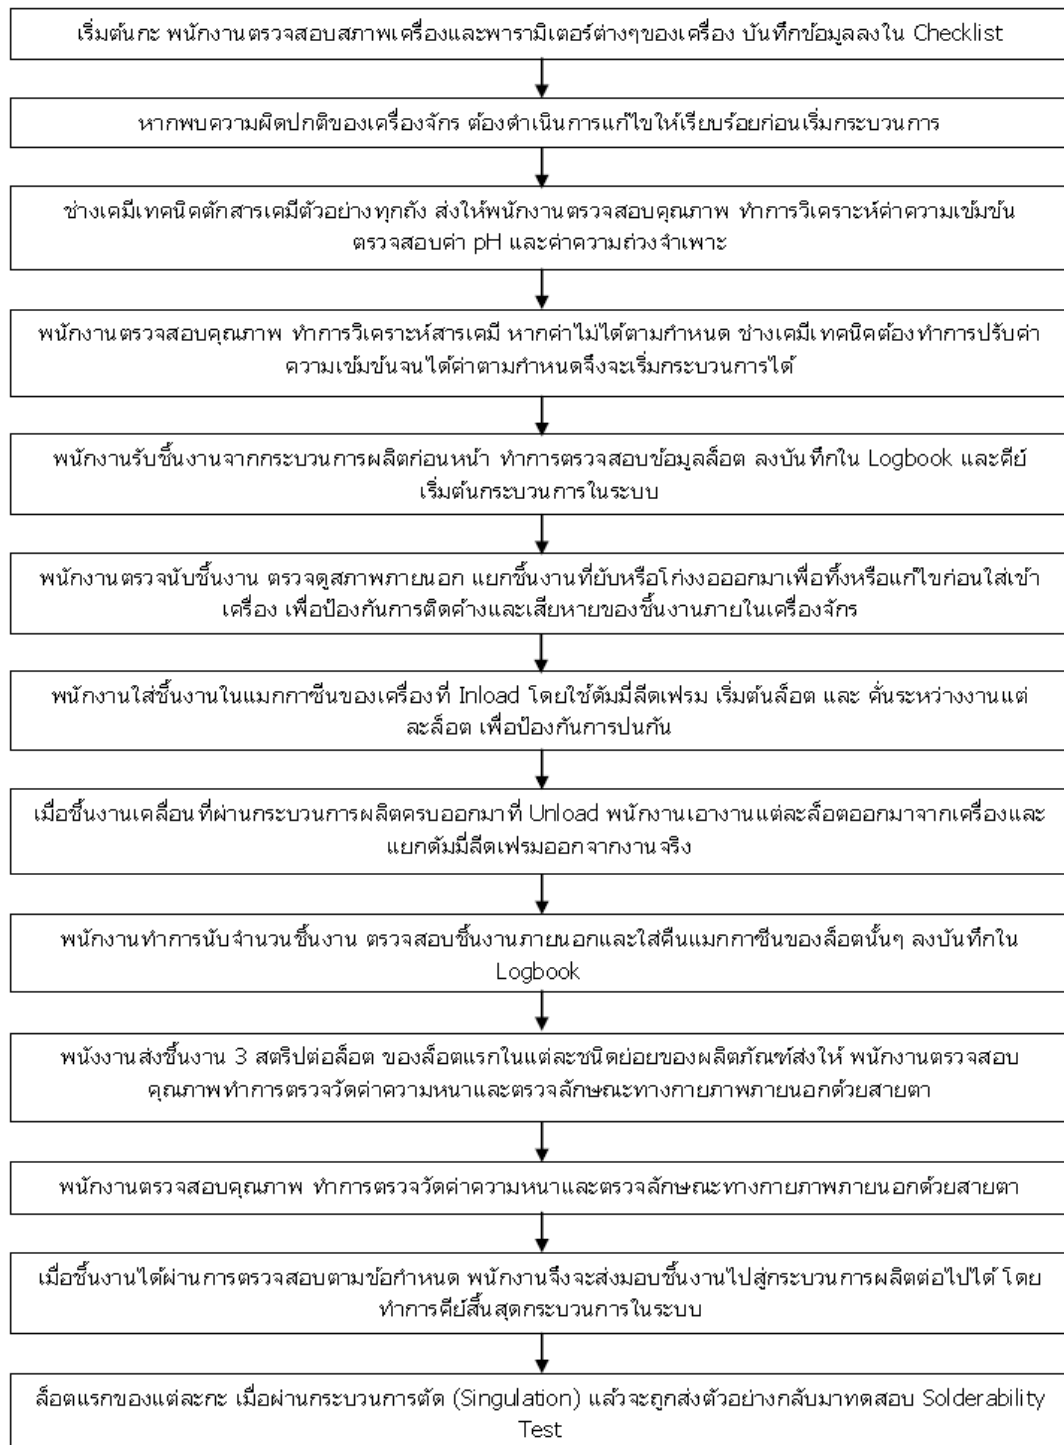 เริ่มต้นกะ พนักงานตรวจสอบสภาพเครื่องและพารามิเตอร์ต่างๆของเครื่อง บันทึกข้อมูลลงใน Checklist
หากพบความผิดปกติของเครื่องจักร ต้องดำเนินการแก้ไขให้เรียบร้อยก่อนเริ่มกระบวนการ
ช่างเคมีเทคนิคตักสารเคมีตัวอย่างทุกถัง ส่งให้พนักงานตรวจสอบคุณภาพ ทำการวิเคราะห์ค่าความเข้มข้น
ตรวจสอบค่า pH และค่าความถ่วงจำเพาะ
พนักงานตรวจสอบคุณภาพ ทำการวิเคราะห์สารเคมี หากค่าไม่ได้ตามกำหนด ช่างเคมีเทคนิคต้องทำการปรับค่า
ความเข้มข้นจนได้ค่าตามกำหนดจึงจะเริ่มกระบวนการได้
พนักงานรับชิ้นงานจากกระบวนการผลิตก่อนหน้า ทำการตรวจสอบข้อมูลล็อต ลงบันทึกใน Logbook และคีย์
เริ่มต้นกระบวนการในระบบ
พนักงานตรวจนับชิ้นงาน ตรวจดูสภาพภายนอก แยกชิ้นงานที่ยับหรือโก่งงอออกมาเพื่อทิ้งหรือแก้ไขก่อนใส่เข้า
เครื่อง เพื่อป้องกันการติดค้างและเสียหายของชิ้นงานภายในเครื่องจักร
พนักงานใส่ชิ้นงานในแมกกาซีนของเครื่องที่ Inload โดยใช้ดัมมี่ลีดเฟรม เริ่มต้นล็อต และ คั่นระหว่างงานแต่
ละล็อต เพื่อป้องกันการปนกัน
เมื่อชิ้นงานเคลื่อนที่ผ่านกระบวนการผลิตครบออกมาที่ Unload พนักงานเอางานแต่ละล็อตออกมาจากเครื่องและ
แยกดัมมี่ลีดเฟรมออกจากงานจริง
พนักงานทำการนับจำนวนชิ้นงาน ตรวจสอบชิ้นงานภายนอกและใส่คืนแมกกาซีนของล็อตนั้นๆ ลงบันทึกใน
Logbook
พนังงานส่งชิ้นงาน 3 สตริปต่อล็อต ของล็อตแรกในแต่ละชนิดย่อยของผลิตภัณฑ์ส่งให้ พนักงานตรวจสอบ
คุณภาพทำการตรวจวัดค่าความหนาและตรวจลักษณะทางกายภาพภายนอกด้วยสายตา
พนักงานตรวจสอบคุณภาพ ทำการตรวจวัดค่าความหนาและตรวจลักษณะทางกายภาพภายนอกด้วยสายตา
เมื่อชิ้นงานได้ผ่านการตรวจสอบตามข้อกำหนด พนักงานจึงจะส่งมอบชิ้นงานไปสู่กระบวนการผลิตต่อไปได้ โดย
ทำการคีย์สิ้นสุดกระบวนการในระบบ
ล็อตแรกของแต่ละกะ เมื่อผ่านกระบวนการตัด (Singulation) แล้วจะถูกส่งตัวอย่างกลับมาทดสอบ Solderability
Test